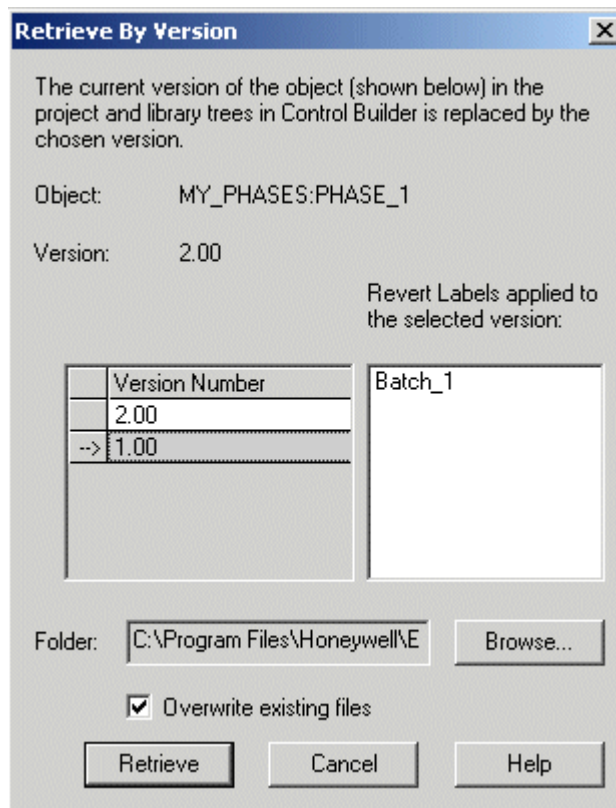 Retrieve By Version
The current version of the object (shown below) in the
project and library trees in Control Builder is replaced by the
chosen version.
Object: MY_PHASES:PHASE_1
Version: 2.00
Revert Labels applied to
the selected version:
Version Number
2.00
--> 1.00
Batch_1
Folder: C:\Program Files\Honeywell\E Browse...
Overwrite existing files
Retrieve Cancel Help